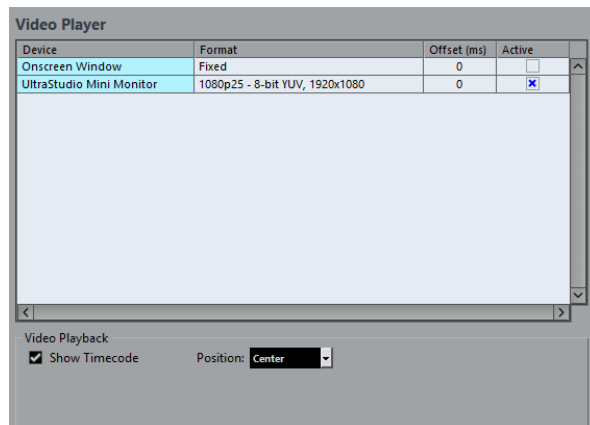 Video Player
Device Format Offset (ms) Active
Onscreen Window Fixed 0
UltraStudio Mini Monitor 1080p25 - 8-bit YUV, 1920x1080 0
Video Playback
Show Timecode Position: Center